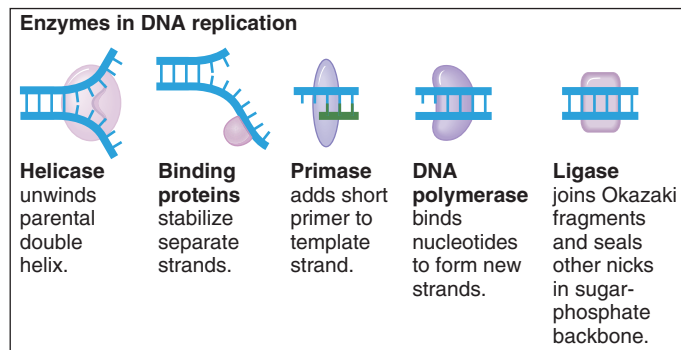 Enzymes in DNA replication
Helicase
unwinds
parental
double
helix.
Binding
proteins
stabilize
separate
strands.
Primase
adds short
primer to
template
strand.
DNA
polymerase
binds
nucleotides
to form new
strands.
Ligase
joins Okazaki
fragments
and seals
other nicks
in sugar-
phosphate
backbone.